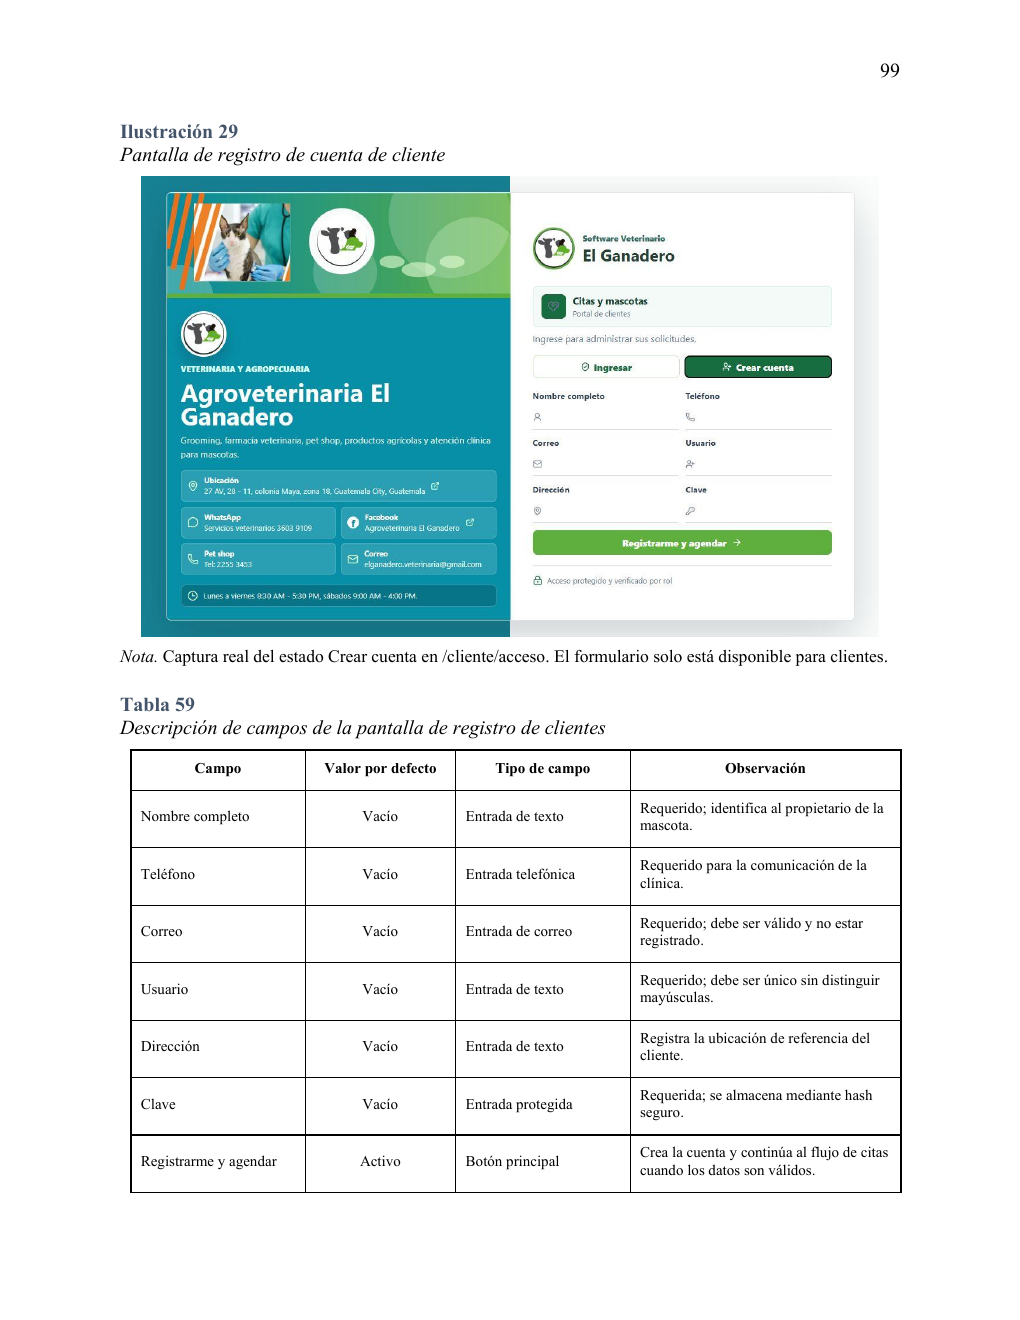 99
Ilustración 29
Pantalla de registro de cuenta de cliente
VETERINARIA Y AGROPECUARIA
Agroveterinaria El
Ganadero
Grooming, farmacia veterinaria, pet shop, productos agrícolas y atención clínica
para mascotas.
Ubicación
27 AV, 28 - 11, colonia Maya, zona 18, Guatemala City, Guatemala
WhatsApp
Servicios veterinarios 3603 9109
Facebook
Agroveterinaria El Ganadero
Pet shop
Tel: 2255 3453
Correo
elganadero.veterinaria@gmail.com
Lunes a viernes 8:30 AM - 5:30 PM, sábados 9:00 AM - 4:00 PM.
Software Veterinario
El Ganadero
Citas y mascotas
Portal de clientes
Ingrese para administrar sus solicitudes.
Ingresar
Crear cuenta
Nombre completo
Teléfono
Correo
Usuario
Dirección
Clave
Registrarme y agendar
Acceso protegido y verificado por rol
Nota. Captura real del estado Crear cuenta en /cliente/acceso. El formulario solo está disponible para clientes.
Tabla 59
Descripción de campos de la pantalla de registro de clientes
Campo Valor por defecto Tipo de campo Observación
Nombre completo Vacío Entrada de texto Requerido; identifica al propietario de la
mascota.
Teléfono Vacío Entrada telefónica Requerido para la comunicación de la
clínica.
Correo Vacío Entrada de correo Requerido; debe ser válido y no estar
registrado.
Usuario Vacío Entrada de texto Requerido; debe ser único sin distinguir
mayúsculas.
Dirección Vacío Entrada de texto Registra la ubicación de referencia del
cliente.
Clave Vacío Entrada protegida Requerida; se almacena mediante hash
seguro.
Registrarme y agendar Activo Botón principal Crea la cuenta y continúa al flujo de citas
cuando los datos son válidos.